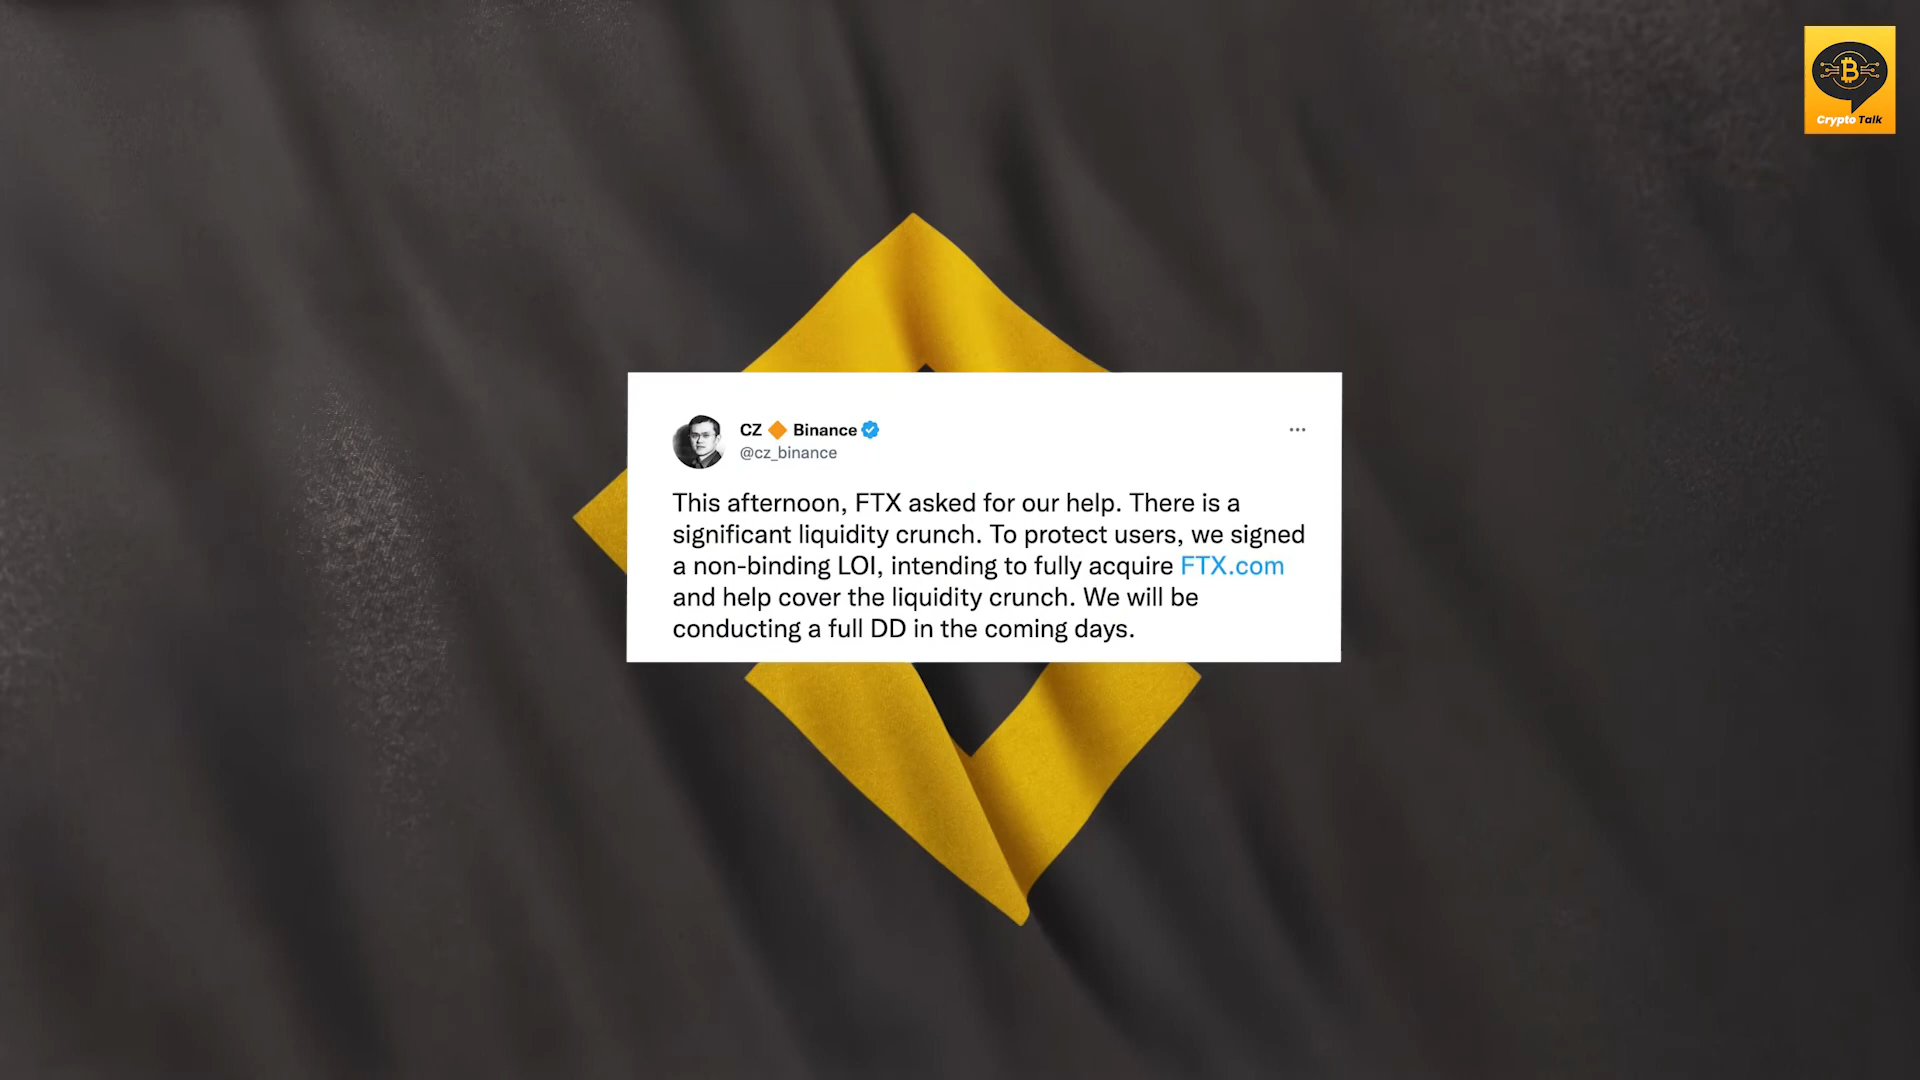 Crypto Talk
CZ 🔶 Binance
@cz_binance
This afternoon, FTX asked for our help. There is a
significant liquidity crunch. To protect users, we signed
a non-binding LOI, intending to fully acquire FTX.com
and help cover the liquidity crunch. We will be
conducting a full DD in the coming days.